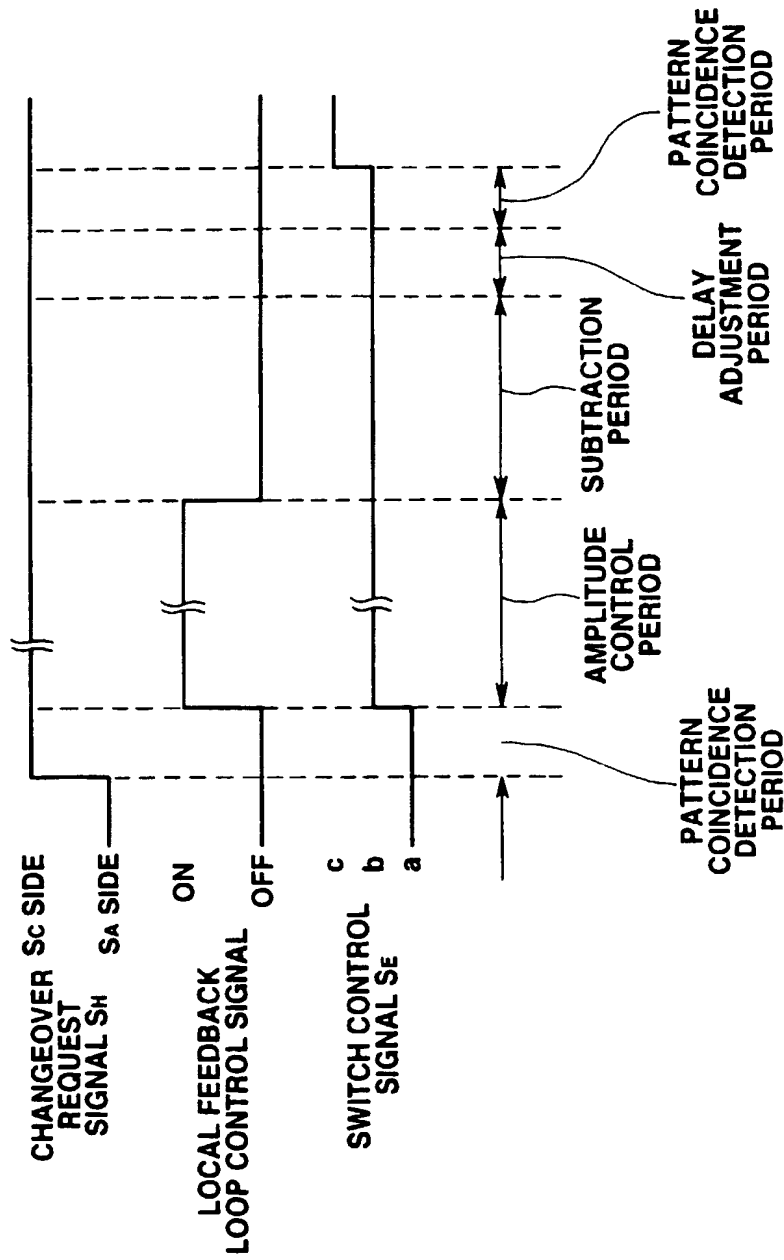 CHANGEOVER
REQUEST
SIGNAL SH
SC SIDE
SA SIDE
LOCAL FEEDBACK
LOOP CONTROL SIGNAL
ON
OFF
SWITCH CONTROL
SIGNAL SE
c
b
a
PATTERN
COINCIDENCE
DETECTION
PERIOD
AMPLITUDE
CONTROL
PERIOD
SUBTRACTION
PERIOD
DELAY
ADJUSTMENT
PERIOD
PATTERN
COINCIDENCE
DETECTION
PERIOD